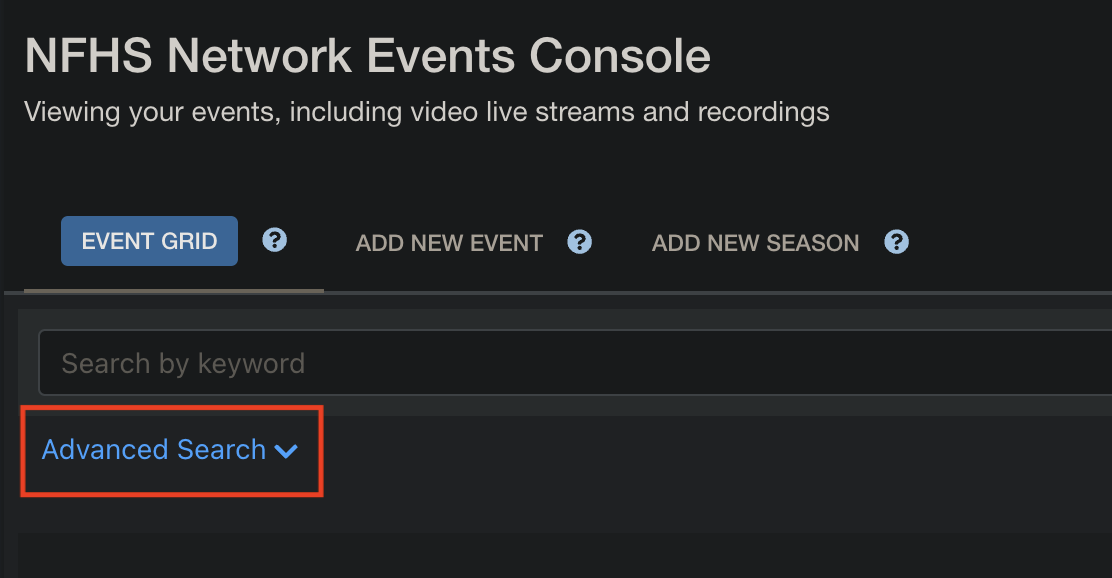 NFHS Network Events Console
Viewing your events, including video live streams and recordings
EVENT GRID ? ADD NEW EVENT ? ADD NEW SEASON ?
Search by keyword
Advanced Search